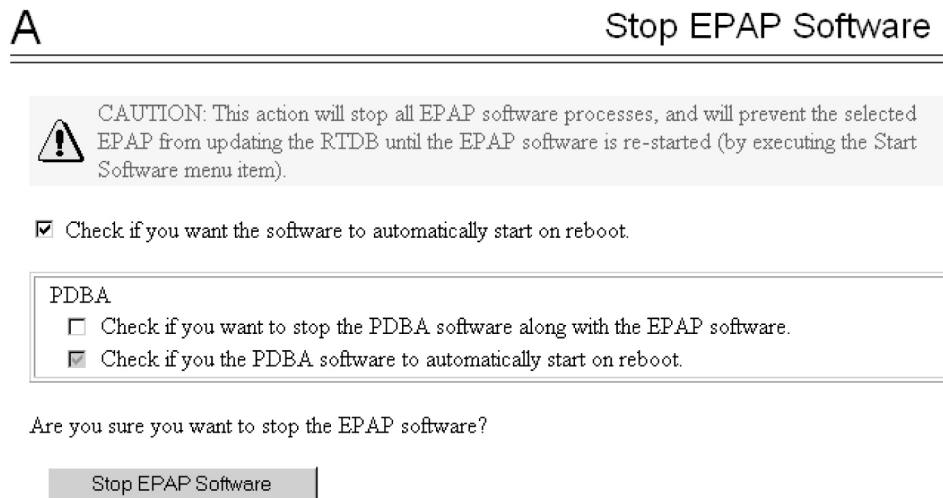 A
Stop EPAP Software
CAUTION: This action will stop all EPAP software processes, and will prevent the selected
EPAP from updating the RTDB until the EPAP software is re-started (by executing the Start
Software menu item).
Check if you want the software to automatically start on reboot.
PDBA
Check if you want to stop the PDBA software along with the EPAP software.
Check if you the PDBA software to automatically start on reboot.
Are you sure you want to stop the EPAP software?
Stop EPAP Software